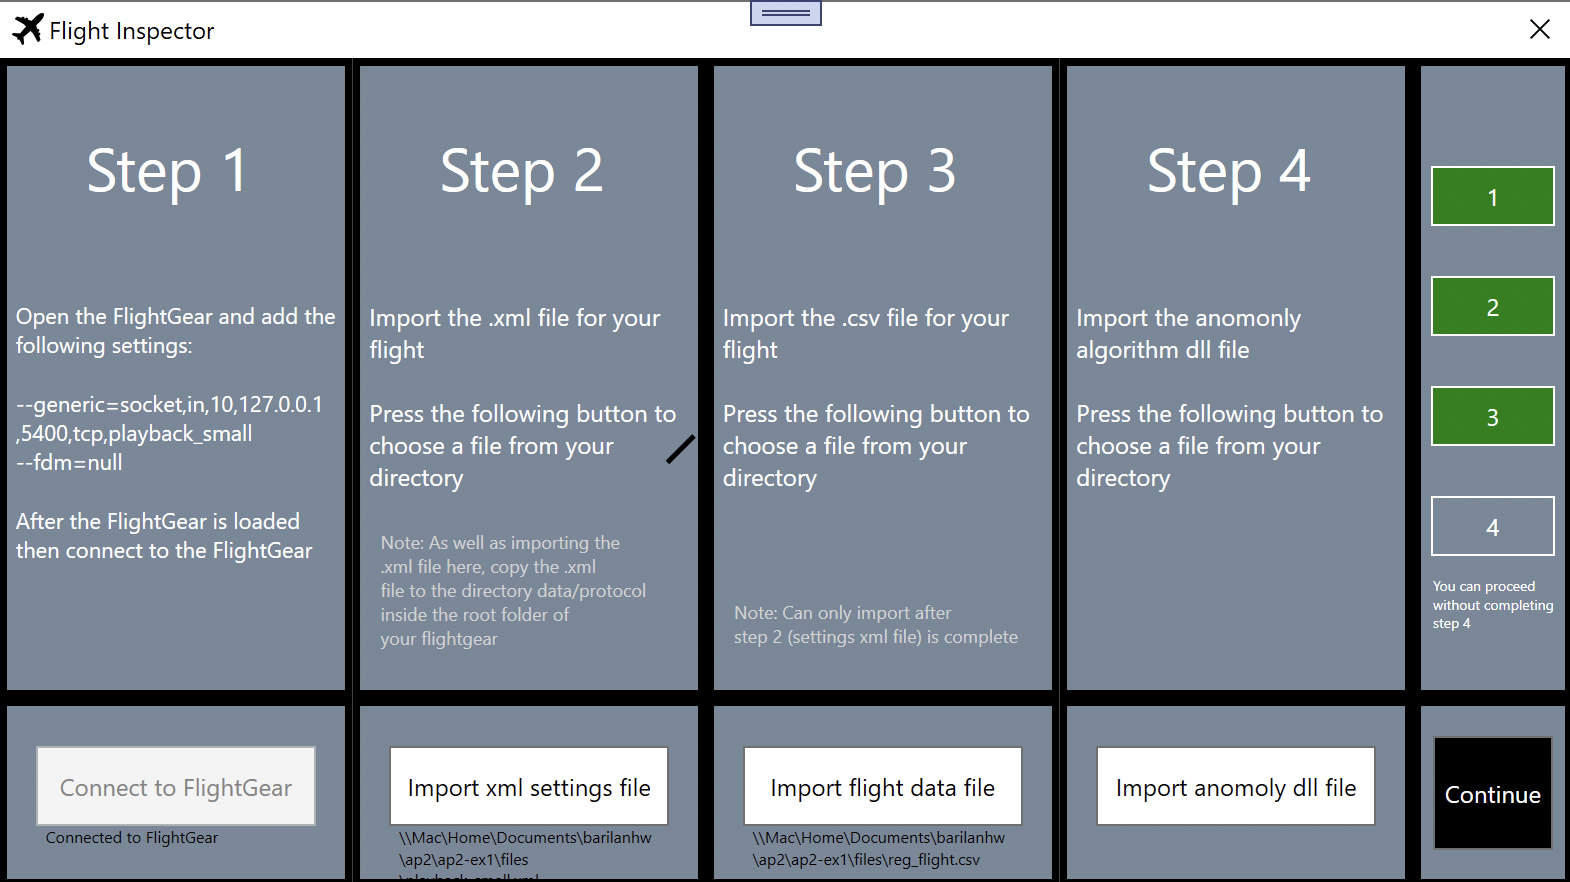 Flight Inspector
Step 1
Open the FlightGear and add the
following settings:
--generic=socket,in,10,127.0.0.1
,5400,tcp,playback_small
--fdm=null
After the FlightGear is loaded
then connect to the FlightGear
Connect to FlightGear
Connected to FlightGear
Step 2
Import the .xml file for your
flight
Press the following button to
choose a file from your
directory
Note: As well as importing the
.xml file here, copy the .xml
file to the directory data/protocol
inside the root folder of
your flightgear
Import xml settings file
\\Mac\Home\Documents\barilanhw
\ap2\ap2-ex1\files
\playback_small.xml
Step 3
Import the .csv file for your
flight
Press the following button to
choose a file from your
directory
Note: Can only import after
step 2 (settings xml file) is complete
Import flight data file
\\Mac\Home\Documents\barilanhw
\ap2\ap2-ex1\files\reg_flight.csv
Step 4
Import the anomonly
algorithm dll file
Press the following button to
choose a file from your
directory
Import anomoly dll file
1
2
3
4
You can proceed
without completing
step 4
Continue